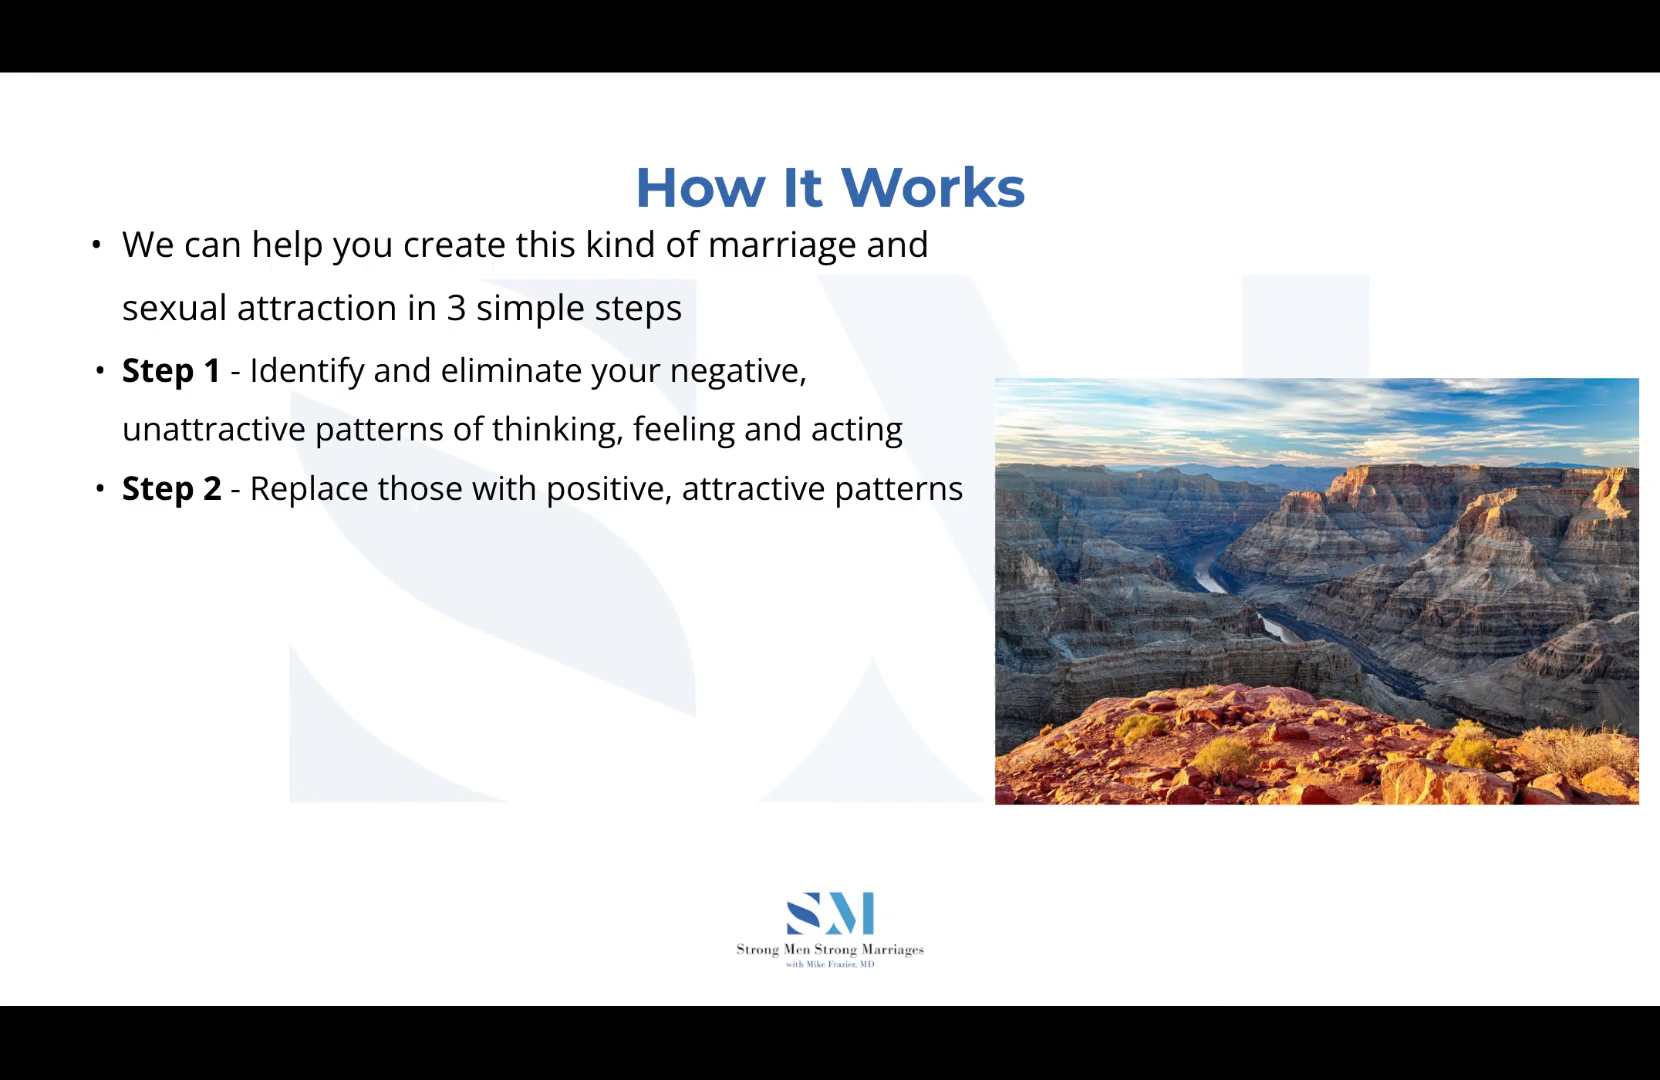 How It Works
• We can help you create this kind of marriage and
sexual attraction in 3 simple steps
• Step 1 - Identify and eliminate your negative,
unattractive patterns of thinking, feeling and acting
• Step 2 - Replace those with positive, attractive patterns
SM
Strong Men Strong Marriages
with Mike Frazier, MD